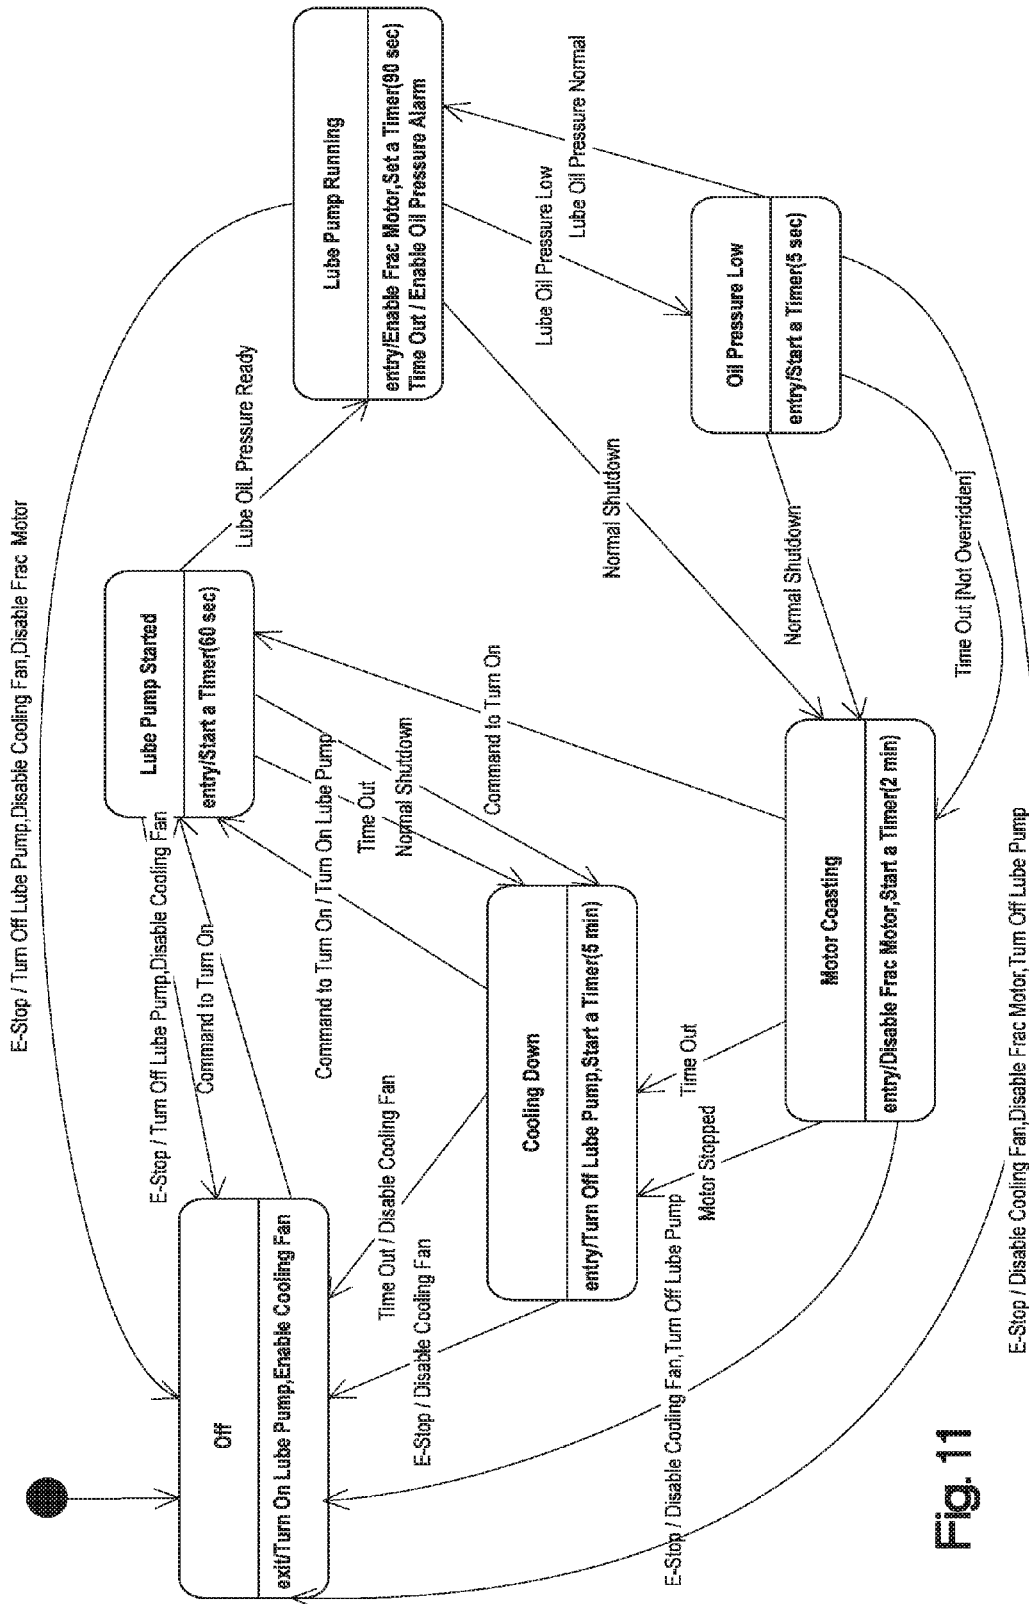 E-Stop / Turn Off Lube Pump,Disable Cooling Fan,Disable Frac Motor
Off
exit/Turn On Lube Pump,Enable Cooling Fan
E-Stop / Turn Off Lube Pump,Disable Cooling Fan
Command to Turn On
Lube Pump Started
entry/Start a Timer(60 sec)
Lube OiL Pressure Ready
Lube Pump Running
entry/Enable Frac Motor,Set a Timer(90 sec)
Time Out / Enable Oil Pressure Alarm
Command to Turn On / Turn On Lube Pump
Time Out
Normal Shutdown
Command to Turn On
Time Out / Disable Cooling Fan
E-Stop / Disable Cooling Fan
Cooling Down
entry/Turn Off Lube Pump,Start a Timer(5 min)
Normal Shutdown
Lube Oil Pressure Low
Lube Oil Pressure Normal
Oil Pressure Low
entry/Start a Timer(5 sec)
E-Stop / Disable Cooling Fan,Turn Off Lube Pump
Motor Stopped
Time Out
Motor Coasting
entry/Disable Frac Motor,Start a Timer(2 min)
Normal Shutdown
Time Out [Not Overridden]
E-Stop / Disable Cooling Fan,Disable Frac Motor,Turn Off Lube Pump
Fig. 11